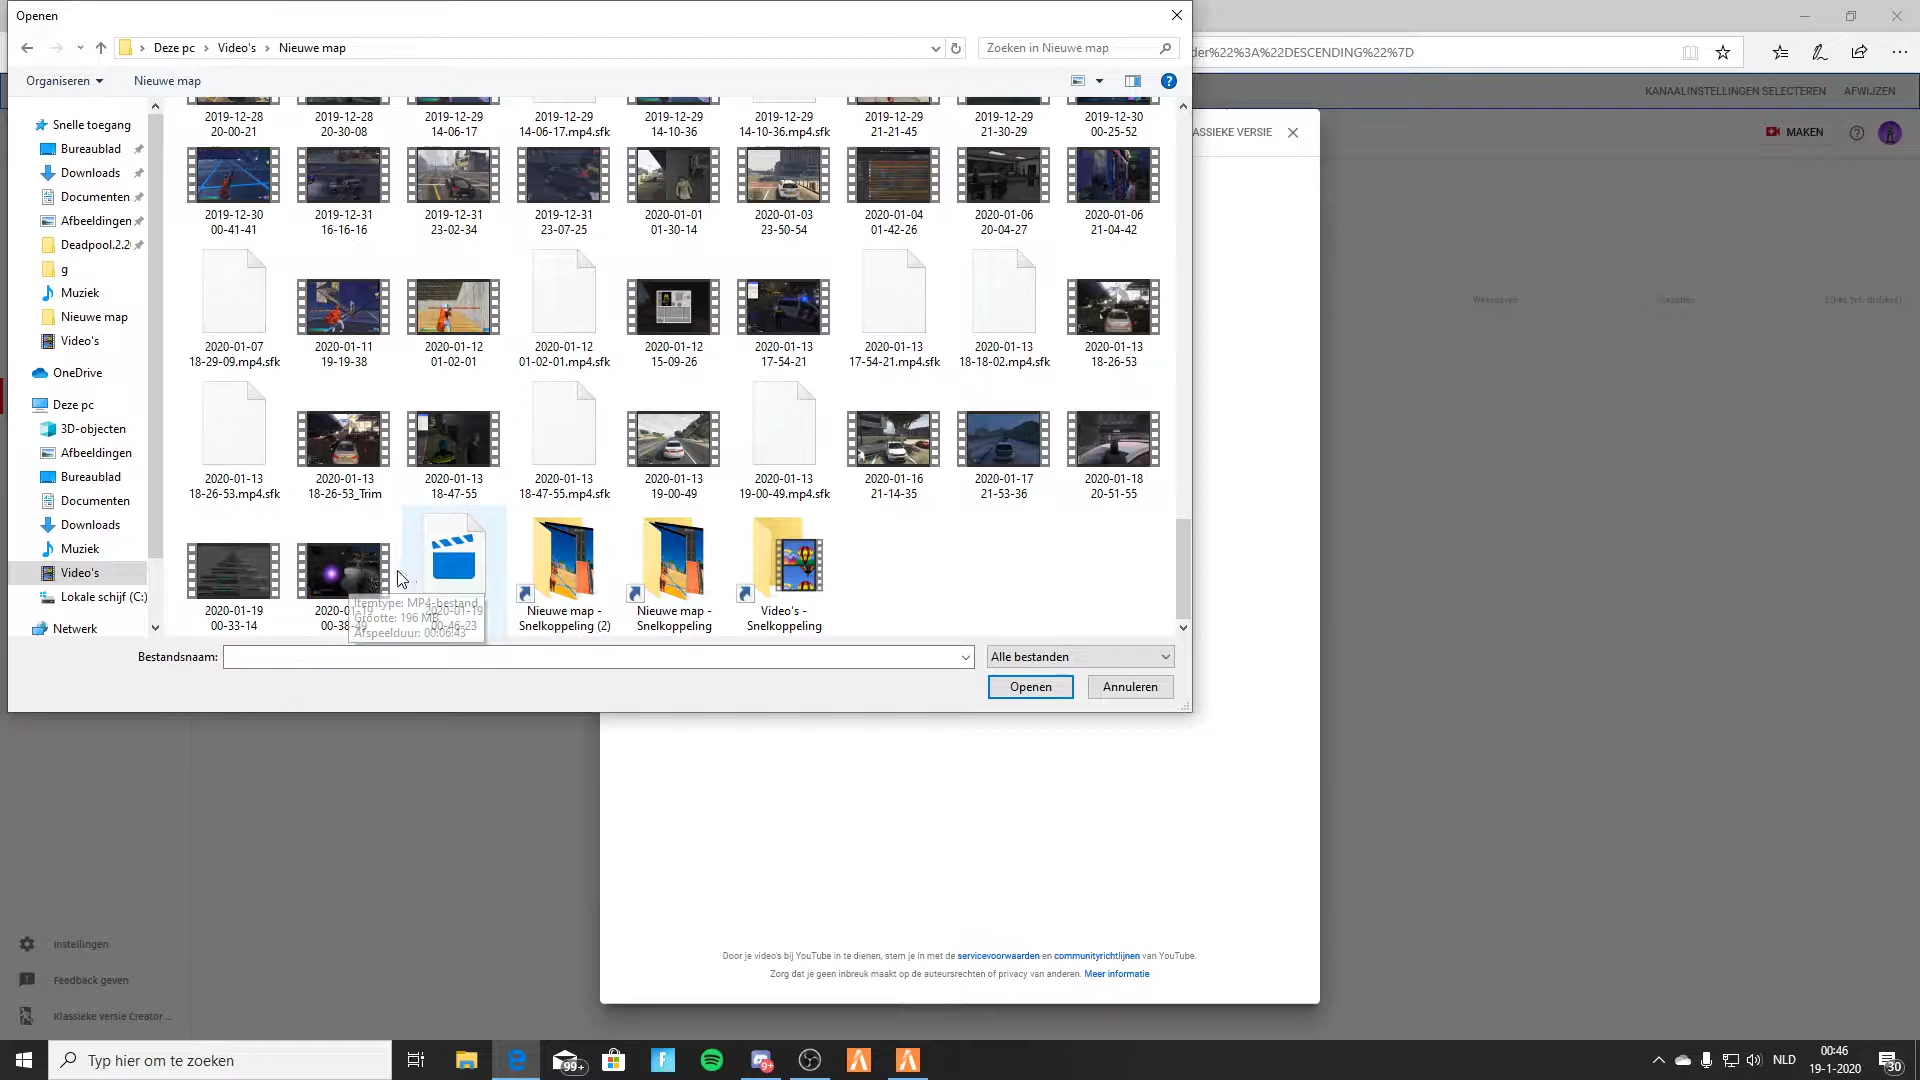 Openen
Deze pc
Video's
Nieuwe map
Zoeken in Nieuwe map
der%22%3A%22DESCENDING%22%7D
Organiseren
Nieuwe map
KANAALINSTELLINGEN SELECTEREN
AFWIJZEN
ASSIEKE VERSIE
MAKEN
Snelle toegang
Bureaublad
Downloads
Documenten
Afbeeldingen
Deadpool.2.2
g
Muziek
Nieuwe map
Video's
OneDrive
Deze pc
3D-objecten
Afbeeldingen
Bureaublad
Documenten
Downloads
Muziek
Video's
Lokale schijf (C:)
Netwerk
2019-12-28
20-00-21
2019-12-28
20-30-08
2019-12-29
14-06-17
2019-12-29
14-06-17.mp4.sfk
2019-12-29
14-10-36
2019-12-29
14-10-36.mp4.sfk
2019-12-29
21-21-45
2019-12-29
21-30-29
2019-12-30
00-25-52
2019-12-30
00-41-41
2019-12-31
16-16-16
2019-12-31
23-02-34
2019-12-31
23-07-25
2020-01-01
01-30-14
2020-01-03
23-50-54
2020-01-04
01-42-26
2020-01-06
20-04-27
2020-01-06
21-04-42
2020-01-07
18-29-09.mp4.sfk
2020-01-11
19-19-38
2020-01-12
01-02-01
2020-01-12
01-02-01.mp4.sfk
2020-01-12
15-09-26
2020-01-13
17-54-21
2020-01-13
17-54-21.mp4.sfk
2020-01-13
18-18-02.mp4.sfk
2020-01-13
18-26-53
2020-01-13
18-26-53.mp4.sfk
2020-01-13
18-26-53_Trim
2020-01-13
18-47-55
2020-01-13
18-47-55.mp4.sfk
2020-01-13
19-00-49
2020-01-13
19-00-49.mp4.sfk
2020-01-16
21-14-35
2020-01-17
21-53-36
2020-01-18
20-51-55
2020-01-19
00-33-14
2020-01-19
00-38-49
2020-01-19
00-46-23
Itemtype: MP4-bestand
Grootte: 196 MB
Afspeelduur: 00:06:43
Nieuwe map -
Snelkoppeling (2)
Nieuwe map -
Snelkoppeling
Video's -
Snelkoppeling
Bestandsnaam:
Alle bestanden
Openen
Annuleren
Weergaven
Instellingen
Feedback geven
Klassieke versie Creator ...
Door je video's bij YouTube in te dienen, stem je in met de servicevoorwaarden en communityrichtlijnen van YouTube.
Zorg dat je geen inbreuk maakt op de auteursrechten of privacy van anderen. Meer informatie
Typ hier om te zoeken
99+
9+
NLD
00:46
19-1-2020
30